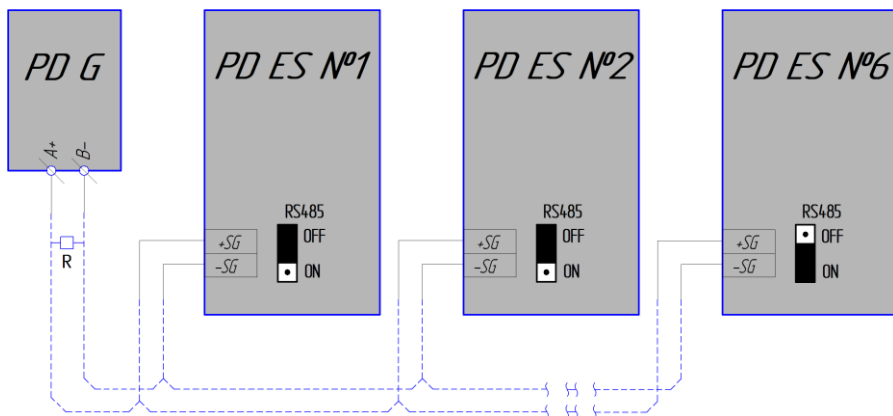 PD G
A+
B-
R
PD ES №1
RS485
OFF
ON
+SG
-SG
PD ES №2
RS485
OFF
ON
+SG
-SG
PD ES №6
RS485
OFF
ON
+SG
-SG